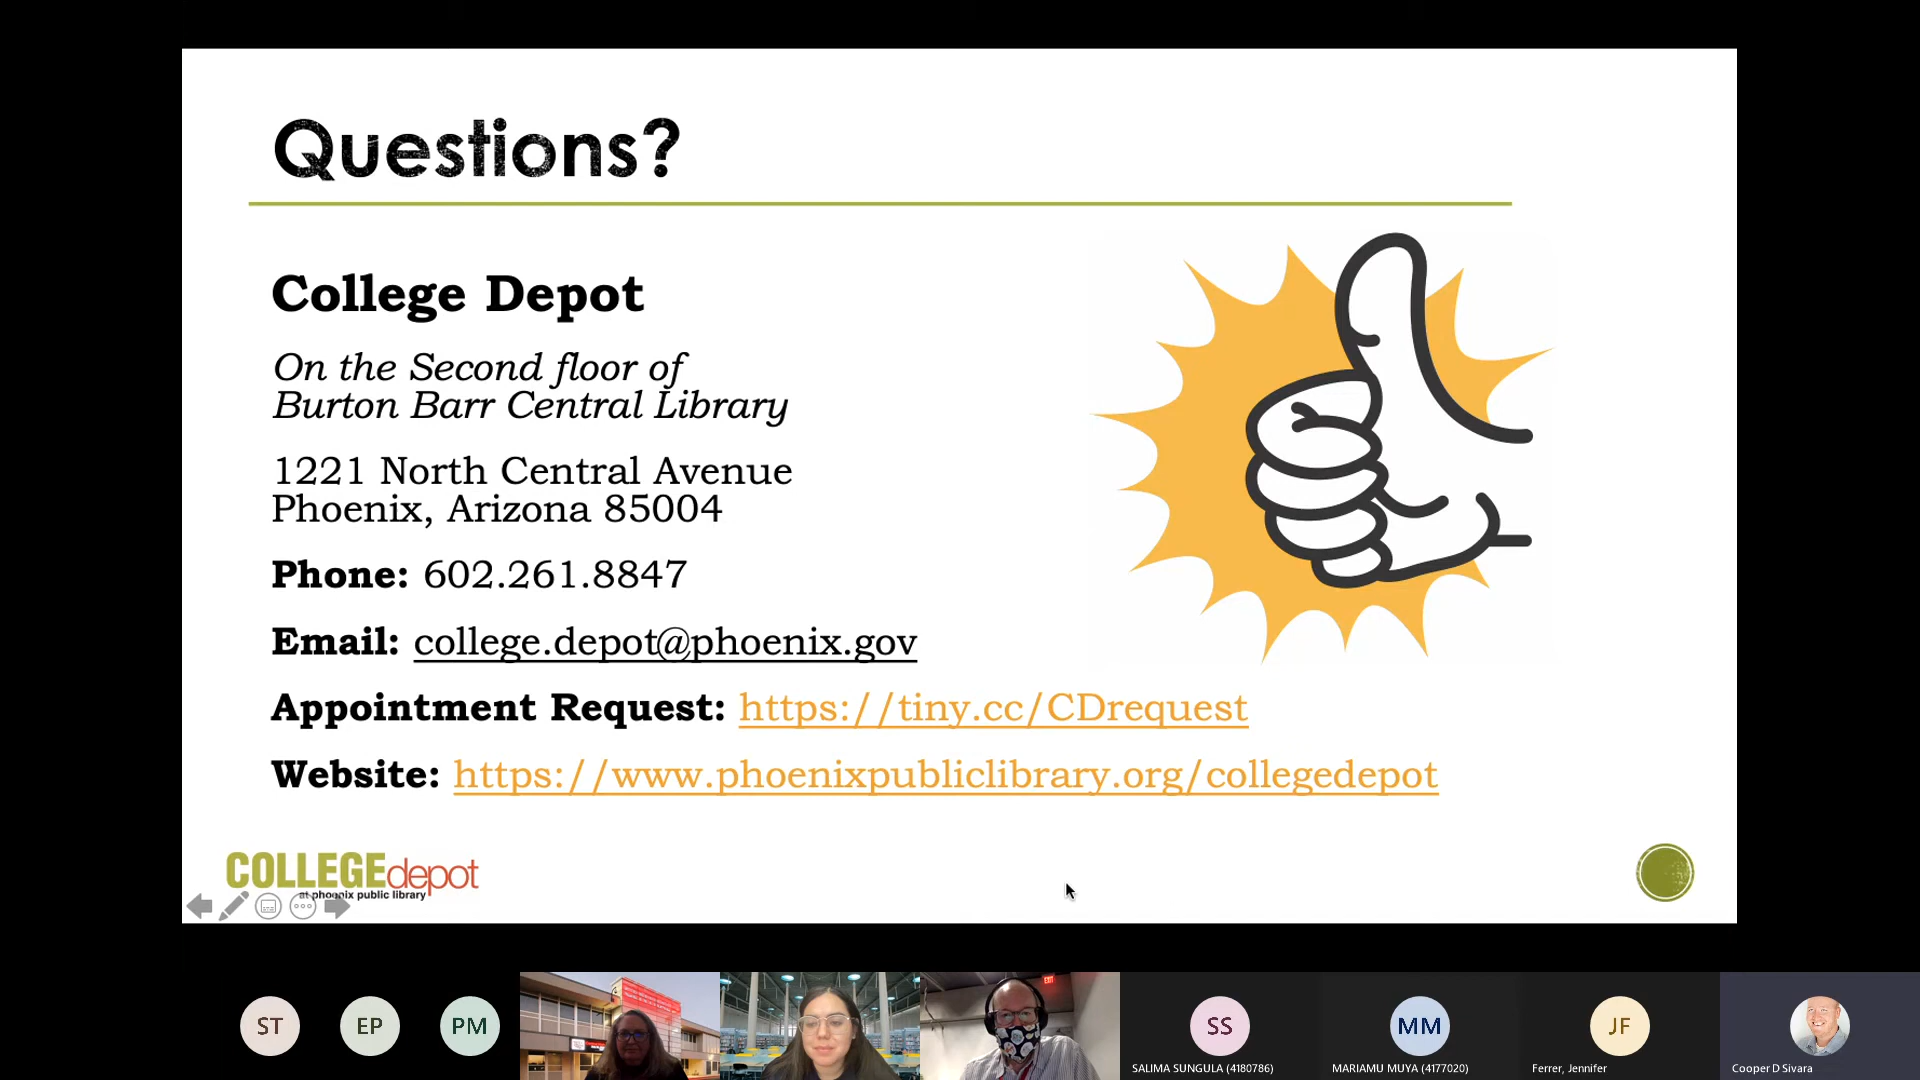 Questions?
College Depot
On the Second floor of
Burton Barr Central Library
1221 North Central Avenue
Phoenix, Arizona 85004
Phone: 602.261.8847
Email: college.depot@phoenix.gov
Appointment Request: https://tiny.cc/CDrequest
Website: https://www.phoenixpubliclibrary.org/collegedepot
COLLEGEdepot
at phoenix public library
EXIT
ST
EP
PM
SS
MM
JF
SALIMA SUNGULA (4180786)
MARIAMU MUYA (4177020)
Ferrer, Jennifer
Cooper D Sivara